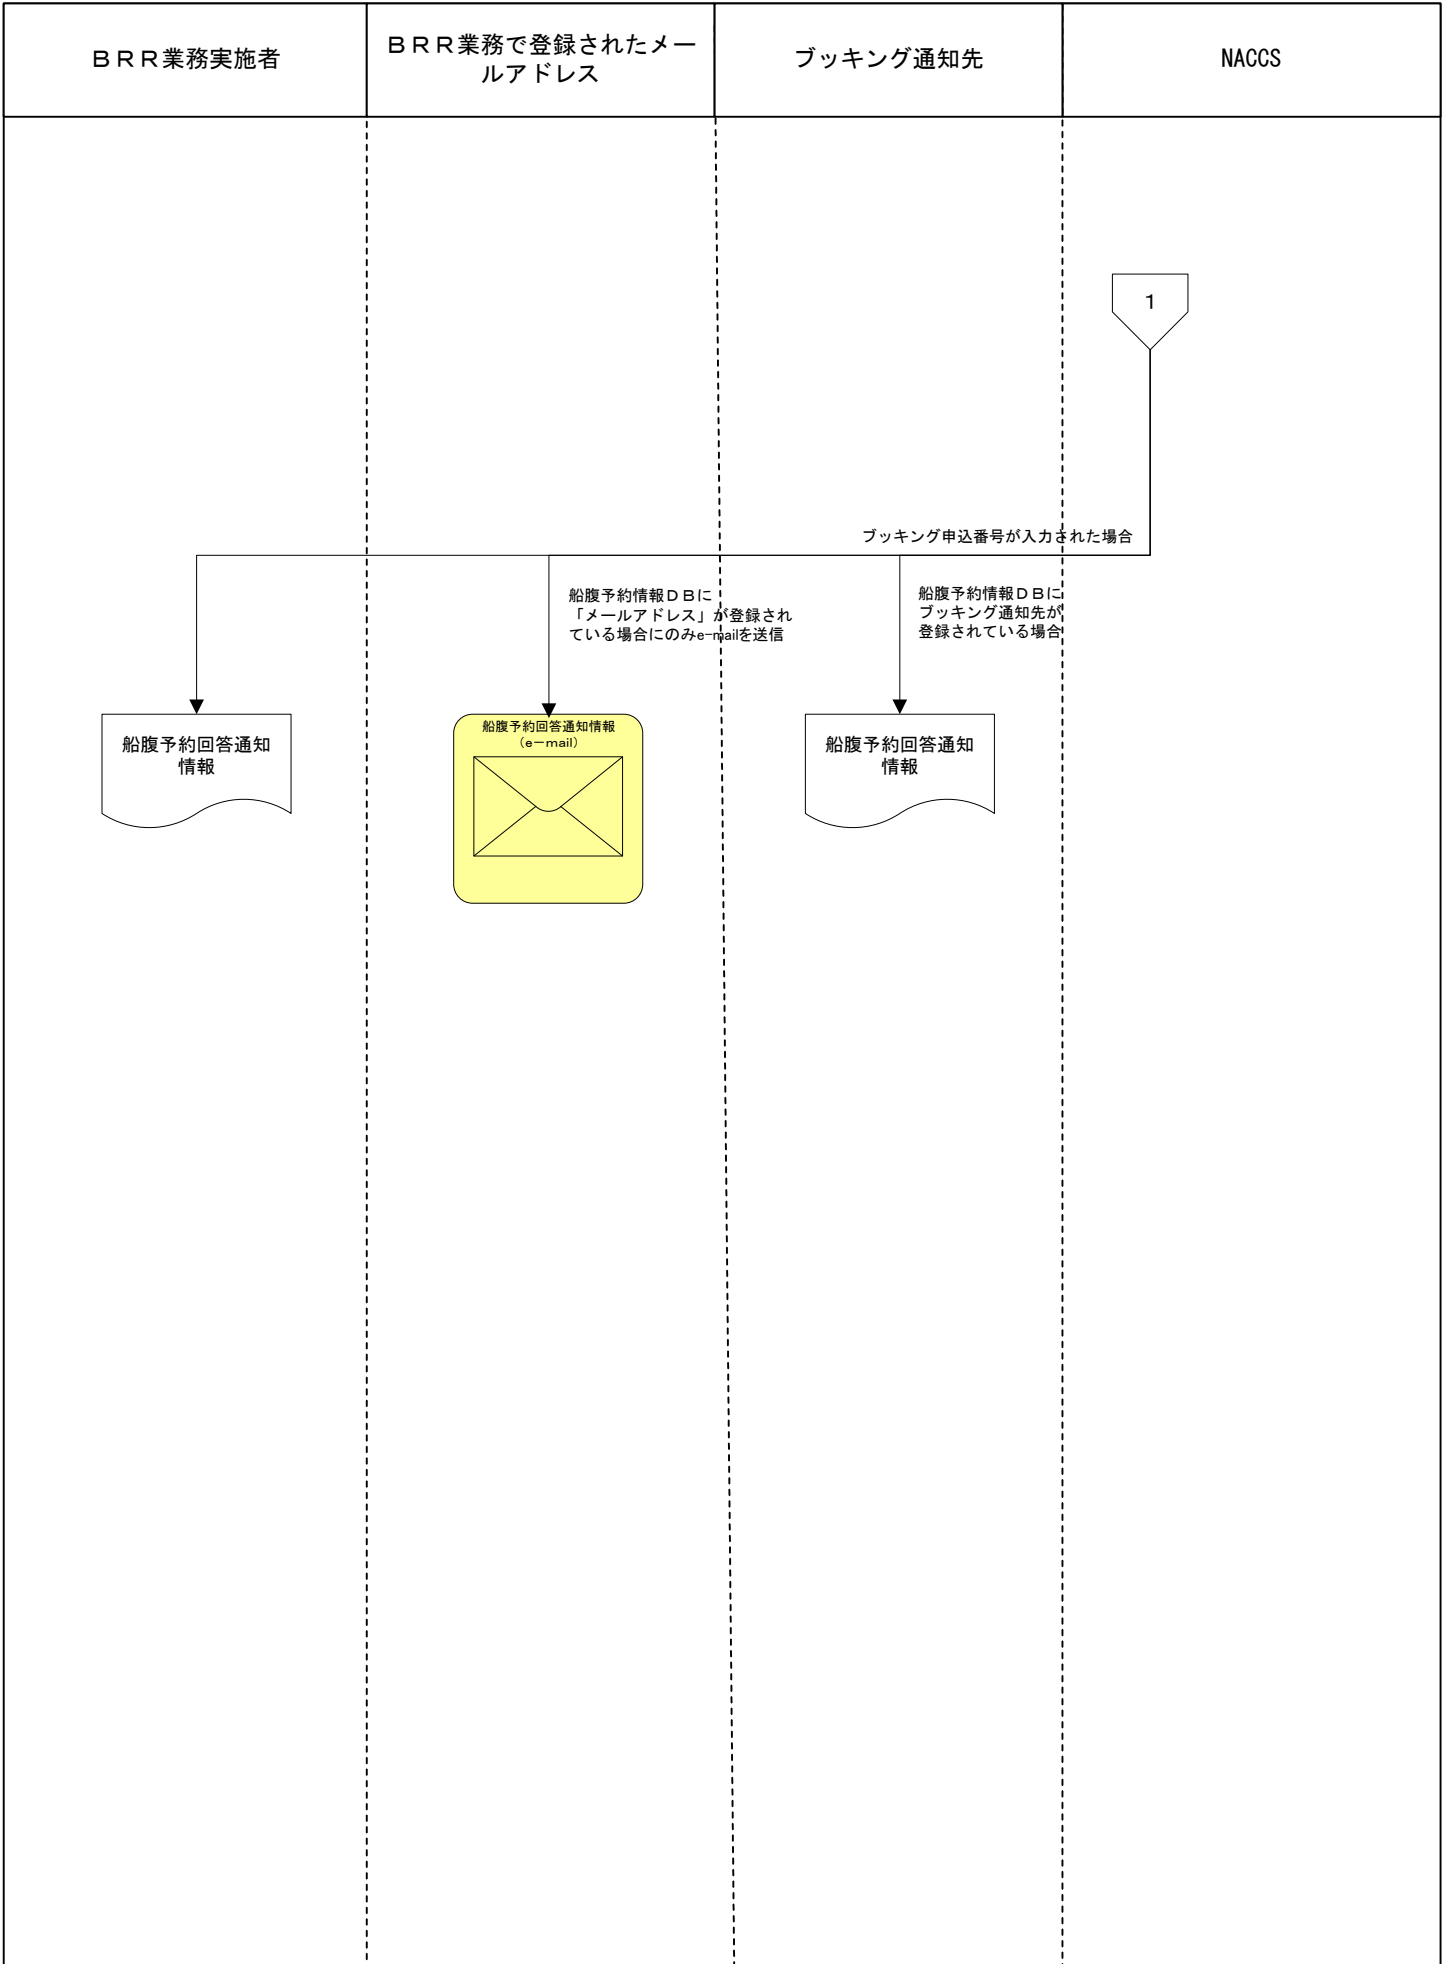 ＢＲＲ業務実施者
ＢＲＲ業務で登録されたメー
ルアドレス
ブッキング通知先
NACCS
１
ブッキング申込番号が入力された場合
船腹予約情報ＤＢに
「メールアドレス」が登録され
ている場合にのみe-mailを送信
船腹予約情報ＤＢに
ブッキング通知先が
登録されている場合
船腹予約回答通知
情報
船腹予約回答通知情報
（e－mail）
船腹予約回答通知
情報